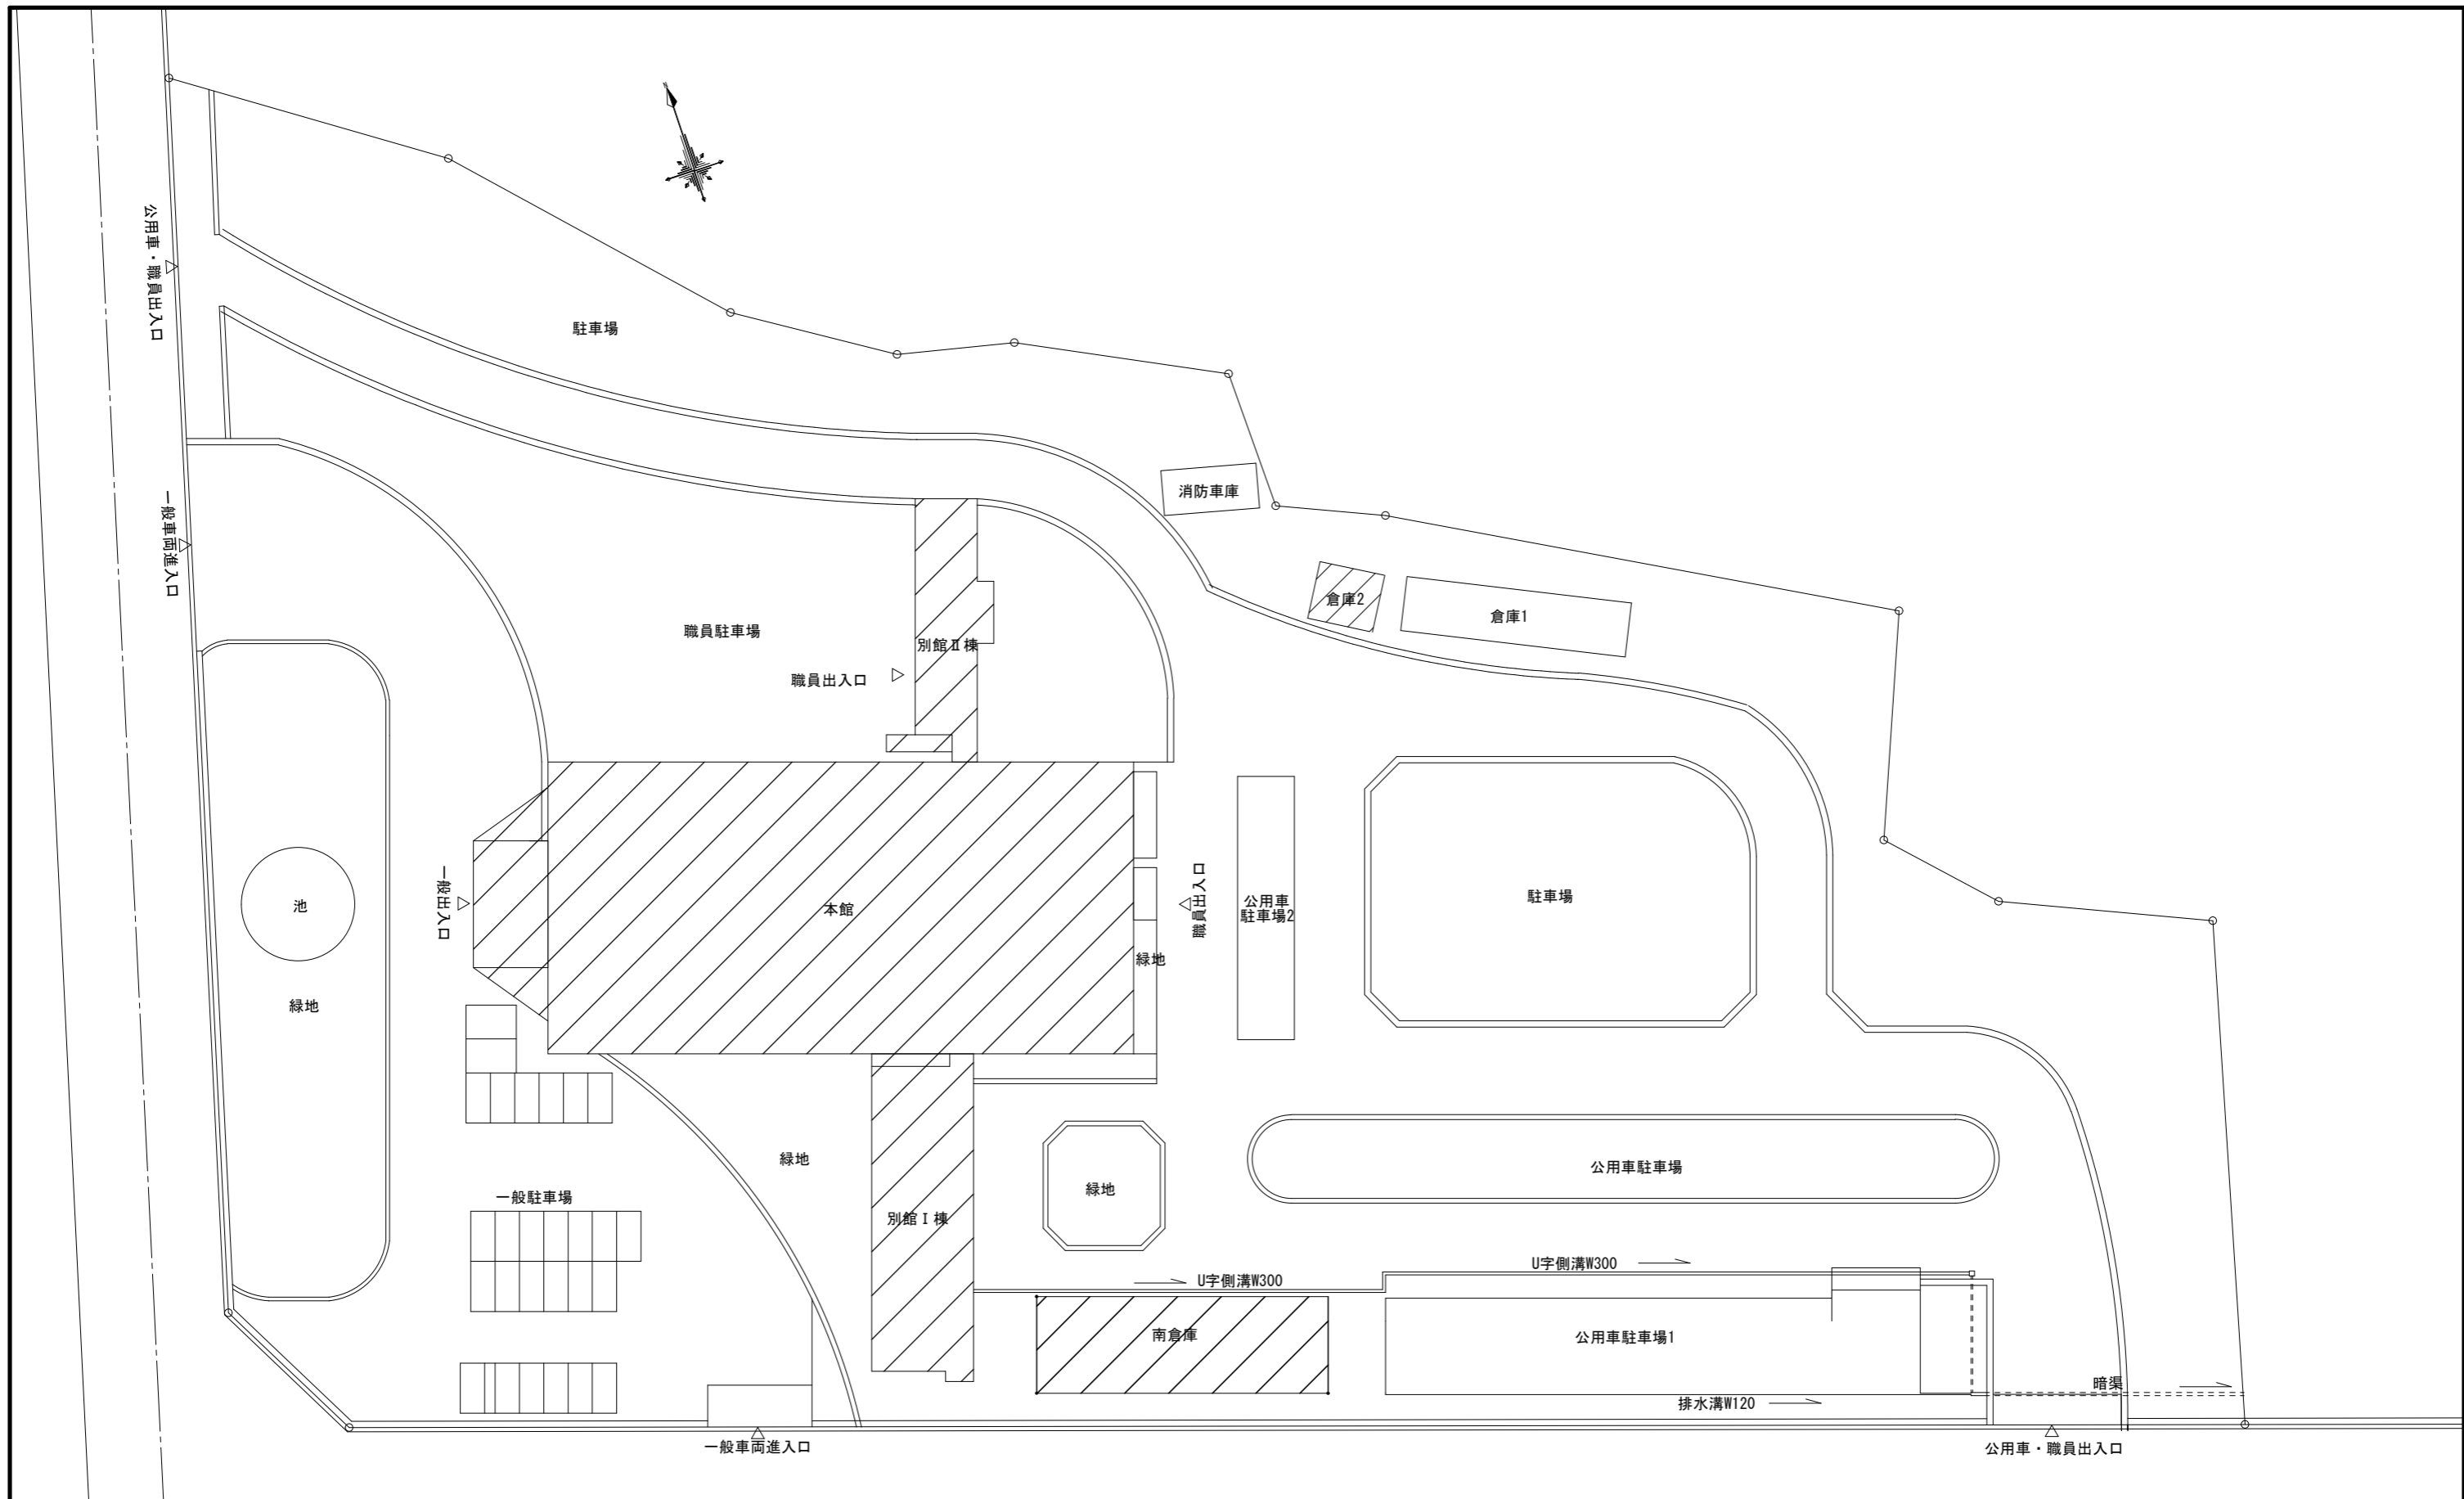 公用車・職員出入口
駐車場
一般車両進入口
消防車庫
倉庫2
倉庫1
職員駐車場
別館Ⅱ棟
職員出入口
池
緑地
一般出入口
本館
緑地
職員出入口
公用車
駐車場2
駐車場
緑地
一般駐車場
別館Ⅰ棟
緑地
公用車駐車場
U字側溝W300
U字側溝W300
南倉庫
公用車駐車場1
暗渠
排水溝W120
一般車両進入口
公用車・職員出入口